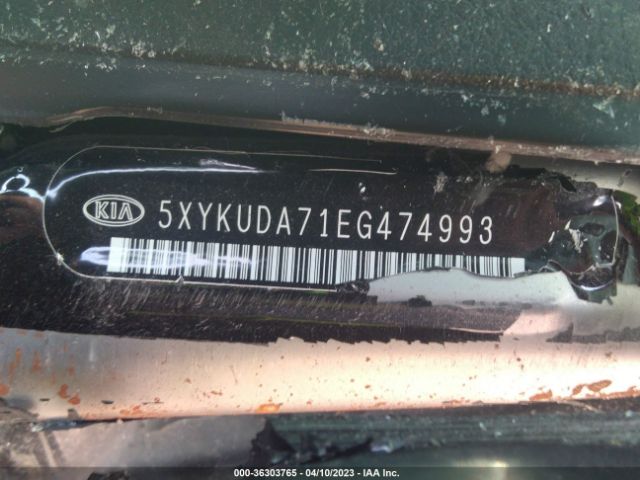 KIA 5XYKUDA71EG474993
000-36303765 - 04/10/2023 - IAA Inc.